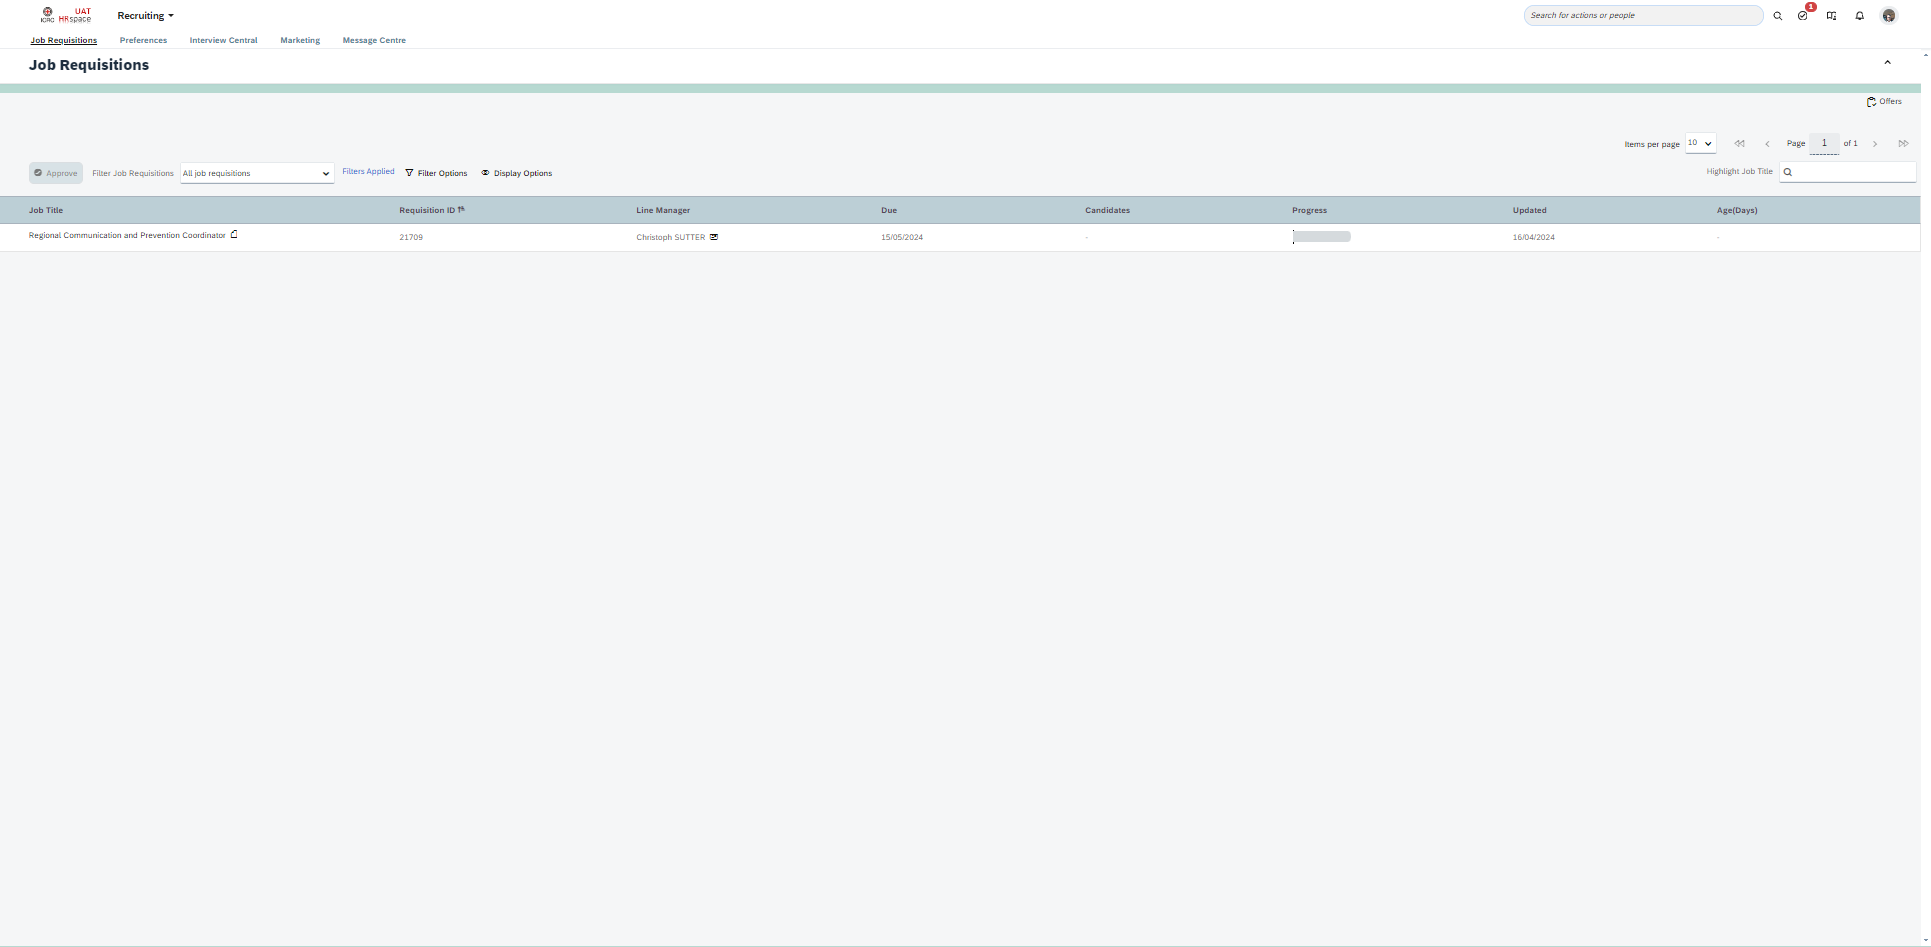 ICRC UAT HRspace Recruiting Search for actions or people 1
Job Requisitions Preferences Interview Central Marketing Message Centre
Job Requisitions
Offers
Items per page 10 Page 1 of 1
Approve Filter Job Requisitions All job requisitions Filters Applied Filter Options Display Options Highlight Job Title
Job Title Requisition ID Line Manager Due Candidates Progress Updated Age(Days)
Regional Communication and Prevention Coordinator 21709 Christoph SUTTER 15/05/2024 - 16/04/2024 -